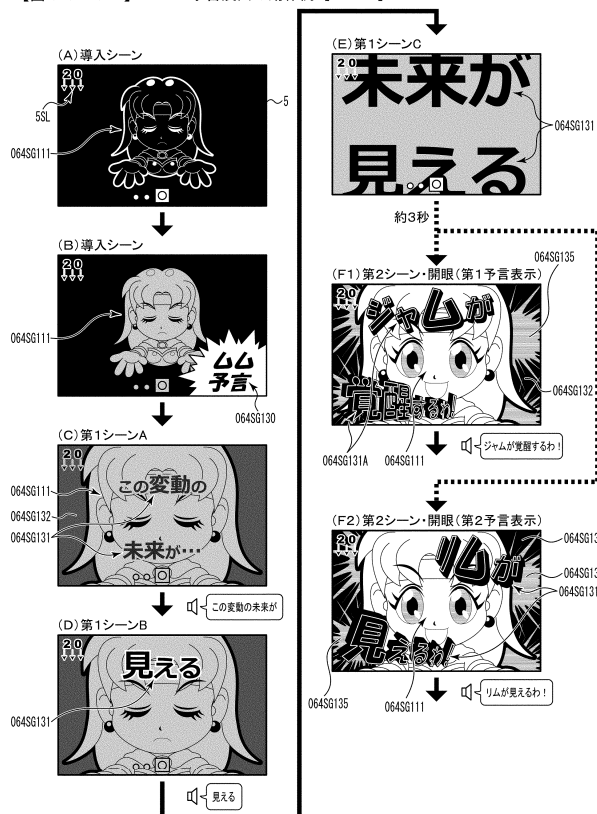 (A)導入シーン
20
5SL
5
064SG111
(B)導入シーン
20
064SG111
ムム
予言
064SG130
(C)第1シーンA
20
064SG111
064SG132
064SG131
この変動の
未来が…
この変動の未来が
(D)第1シーンB
20
見える
064SG131
見える
(E)第1シーンC
20
未来が
見える
064SG131
約3秒
(F1)第2シーン・開眼(第1予言表示)
20
ジャムが
覚醒するわ!
064SG135
064SG132
064SG131A
064SG111
ジャムが覚醒するわ!
(F2)第2シーン・開眼(第2予言表示)
20
リムが
見えるわ!
064SG131
064SG135
064SG111
リムが見えるわ!